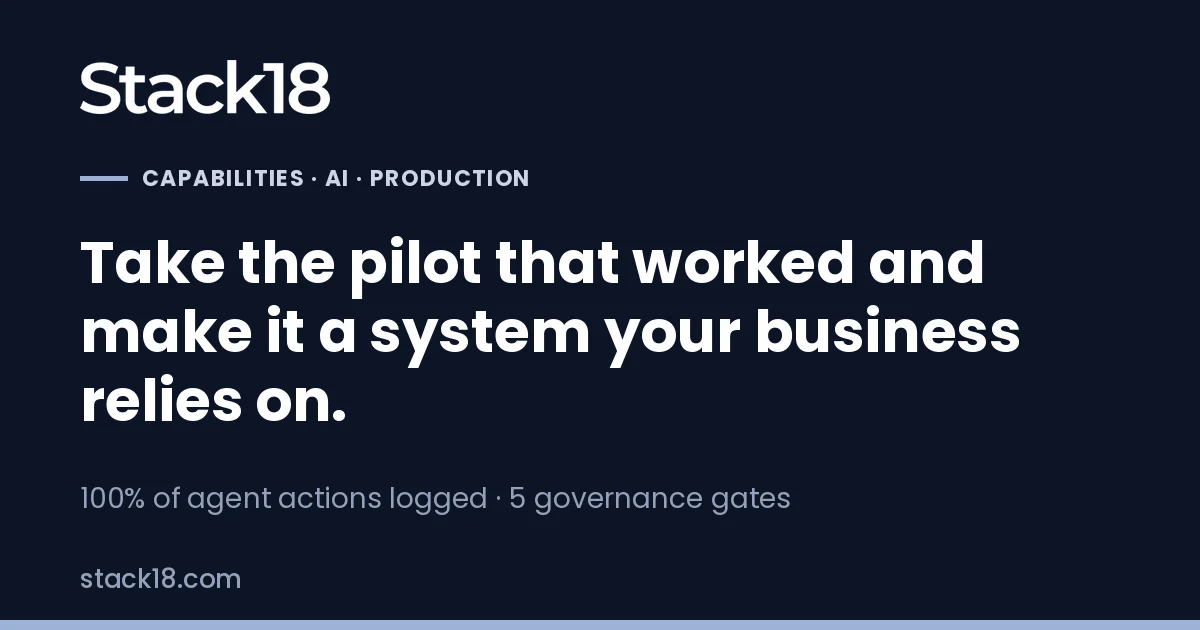 Stack18
CAPABILITIES · AI · PRODUCTION
Take the pilot that worked and
make it a system your business
relies on.
100% of agent actions logged · 5 governance gates
stack18.com